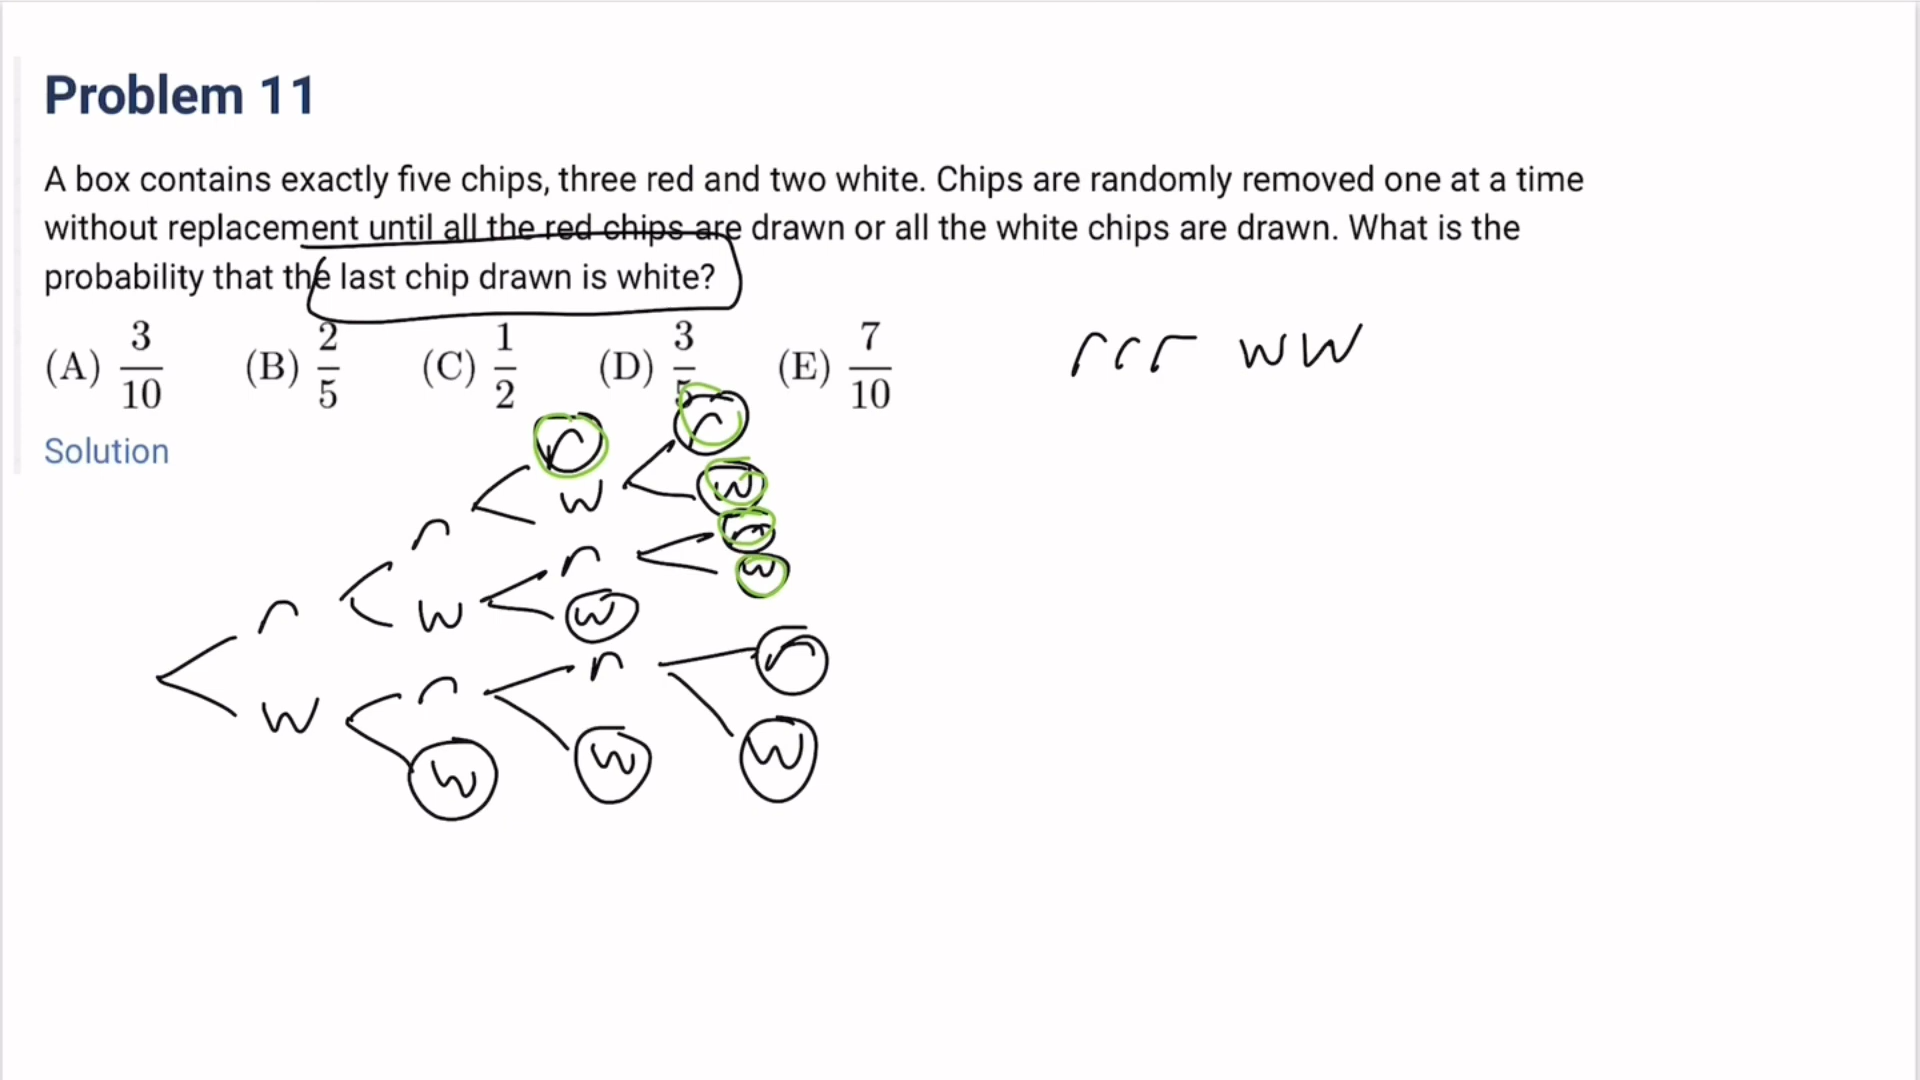 Problem 11
A box contains exactly five chips, three red and two white. Chips are randomly removed one at a time
without replacement until all the red chips are drawn or all the white chips are drawn. What is the
probability that the last chip drawn is white?
(A) 3/10 (B) 2/5 (C) 1/2 (D) 3/5 (E) 7/10
r r r w w
Solution
r r
w w
r r
r w
r w w
r w
w r r r
w w w